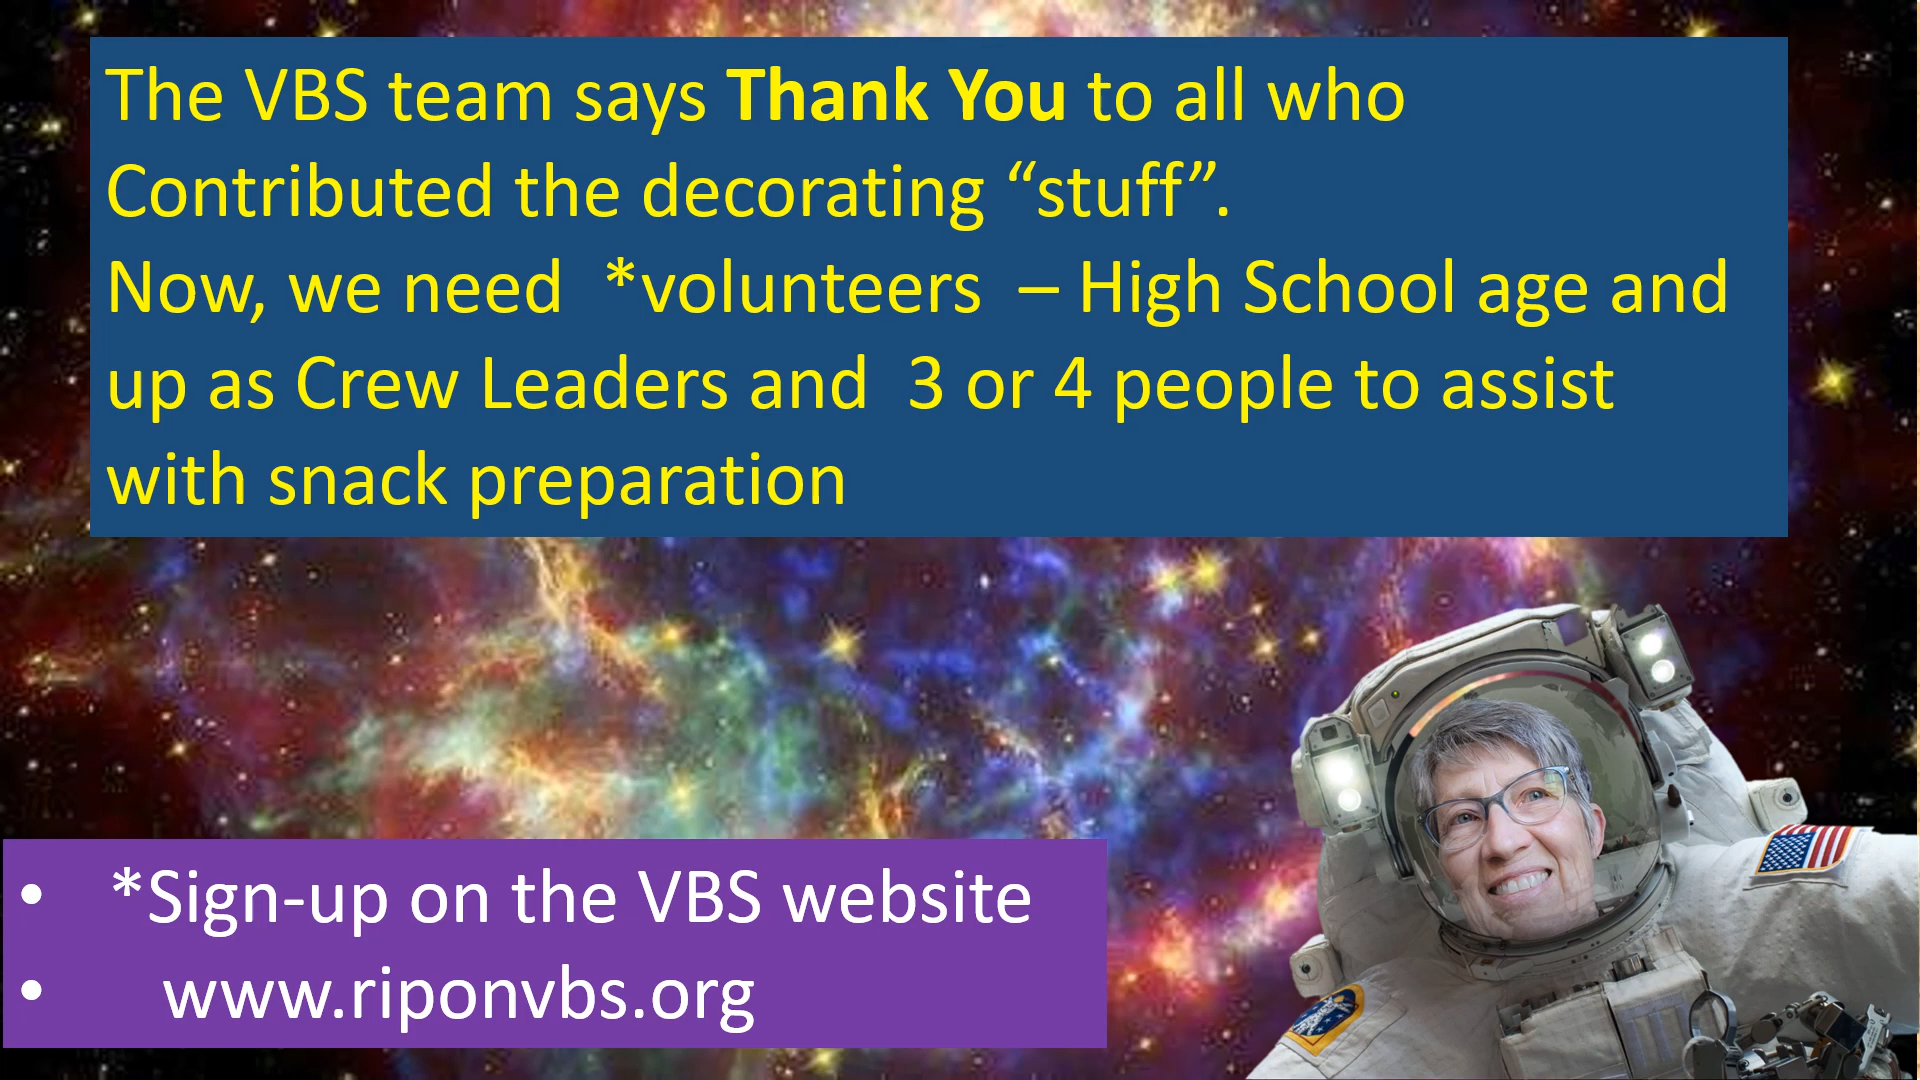 The VBS team says Thank You to all who
Contributed the decorating “stuff”.
Now, we need  *volunteers  – High School age and
up as Crew Leaders and  3 or 4 people to assist
with snack preparation
• *Sign-up on the VBS website
• www.riponvbs.org